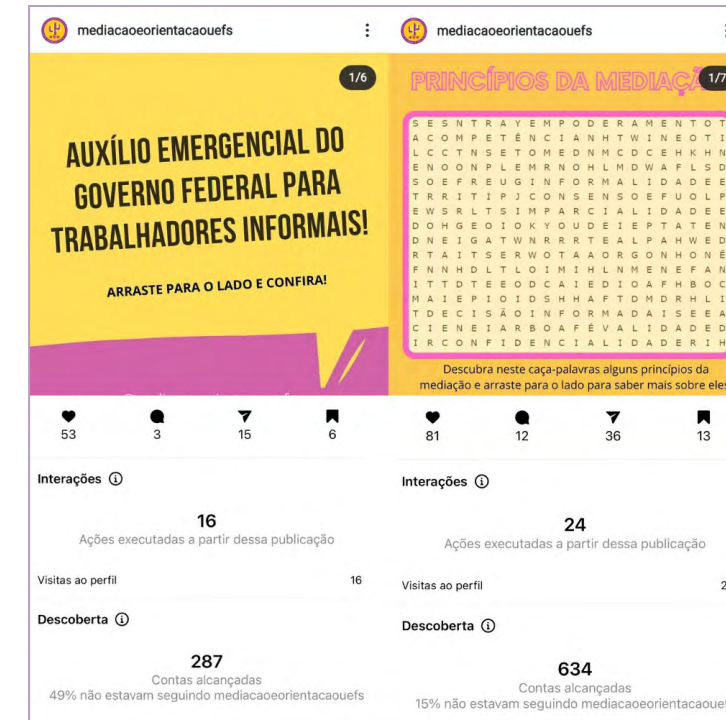 mediacaoeorientacaouefs
1/6
AUXÍLIO EMERGENCIAL DO
GOVERNO FEDERAL PARA
TRABALHADORES INFORMAIS!
ARRASTE PARA O LADO E CONFIRA!
53 3 15 6
Interações
16
Ações executadas a partir dessa publicação
Visitas ao perfil 16
Descoberta
287
Contas alcançadas
49% não estavam seguindo mediacaoeorientacaouefs
mediacaoeorientacaouefs
1/7
PRINCÍPIOS DA MEDIAÇÃ
S E S N T R A Y E M P O D E R A M E N T O T
A C O M P E T Ê N C I A N H T W I N E O T I
L C C T N S E T O M E D N M C D C E H K H N
E N O O N P L E M R N O H L M D W A F L S D
S O E F R E U G I N F O R M A L I D A D E E
T R R I T I P J C O N S E N S O E F U O L P
E W S R L T S I M P A R C I A L I D A D E E
D O H G E O I O K Y O U D E I E P T A T E N
D N E I G A T W N R R R T E A L P A H W E D
R T A I T S E R W O T A A O R G O N H O N Ê
F N N H D L T L O I M I H L N M E N E F A N
I T T D T E E O D C A I E D I O A F H B O C
M A I E P I O I D S H H A F T D M D R H L I
T D E C I S Ã O I N F O R M A D A I S E E A
C I E N E I A R B O A F É V A L I D A D E D
I R C O N F I D E N C I A L I D A D E R I H
Descubra neste caça-palavras alguns princípios da
mediação e arraste para o lado para saber mais sobre eles
81 12 36 13
Interações
24
Ações executadas a partir dessa publicação
Visitas ao perfil 2
Descoberta
634
Contas alcançadas
15% não estavam seguindo mediacaoeorientacaouef